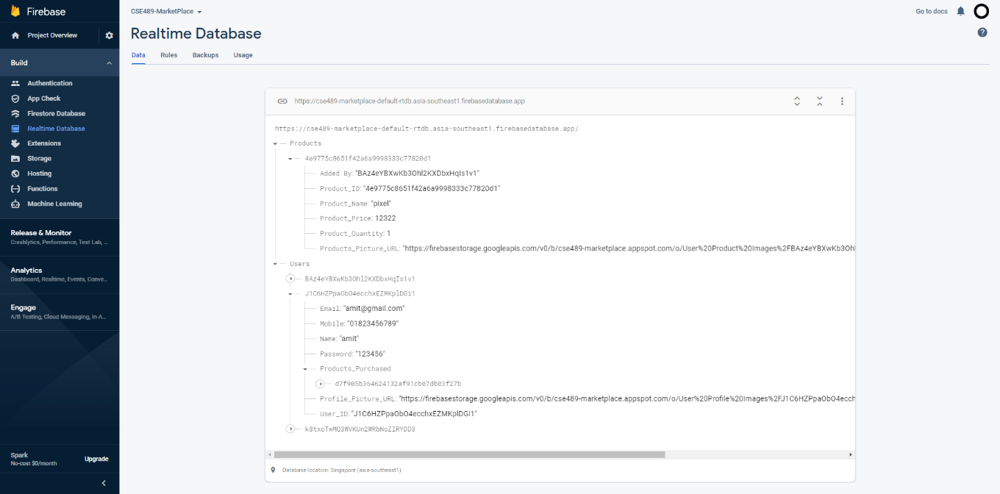 Firebase
Project Overview
Build
Authentication
App Check
Firestore Database
Realtime Database
Extensions
Storage
Hosting
Functions
Machine Learning
Release & Monitor
Crashlytics, Performance, Test Lab, ...
Analytics
Dashboard, Realtime, Events, Conve...
Engage
A/B Testing, Cloud Messaging, In-A...
Spark
No-cost $0/month
Upgrade
CSE489-MarketPlace
Go to docs
Realtime Database
Data Rules Backups Usage
https://cse489-marketplace-default-rtdb.asia-southeast1.firebasedatabase.app
https://cse489-marketplace-default-rtdb.asia-southeast1.firebasedatabase.app/
Products
4e9775c8651f42a6a9998333c77820d1
Added By: "BAz4eYBXwKb3Ohl2KXDbxHqIs1v1"
Product_ID: "4e9775c8651f42a6a9998333c77820d1"
Product_Name: "pixel"
Product_Price: 12322
Product_Quantity: 1
Products_Picture_URL: "https://firebasestorage.googleapis.com/v0/b/cse489-marketplace.appspot.com/o/User%20Product%20Images%2FBAz4eYBXwKb3Ohl
Users
BAz4eYBXwKb3Ohl2KXDbxHqIs1v1
J1C6HZPpaObO4ecchxEZMKplDGi1
Email: "amit@gmail.com"
Mobile: "01823456789"
Name: "amit"
Password: "123456"
Products_Purchased
d7f905b364624132af91cb07db03f27b
Profile_Picture_URL: "https://firebasestorage.googleapis.com/v0/b/cse489-marketplace.appspot.com/o/User%20Profile%20Images%2FJ1C6HZPpaObO4ecch
User_ID: "J1C6HZPpaObO4ecchxEZMKplDGi1"
k8txoTwMQ3WVKUn2WRbNoZIRYDD3
Database location: Singapore (asia-southeast1)